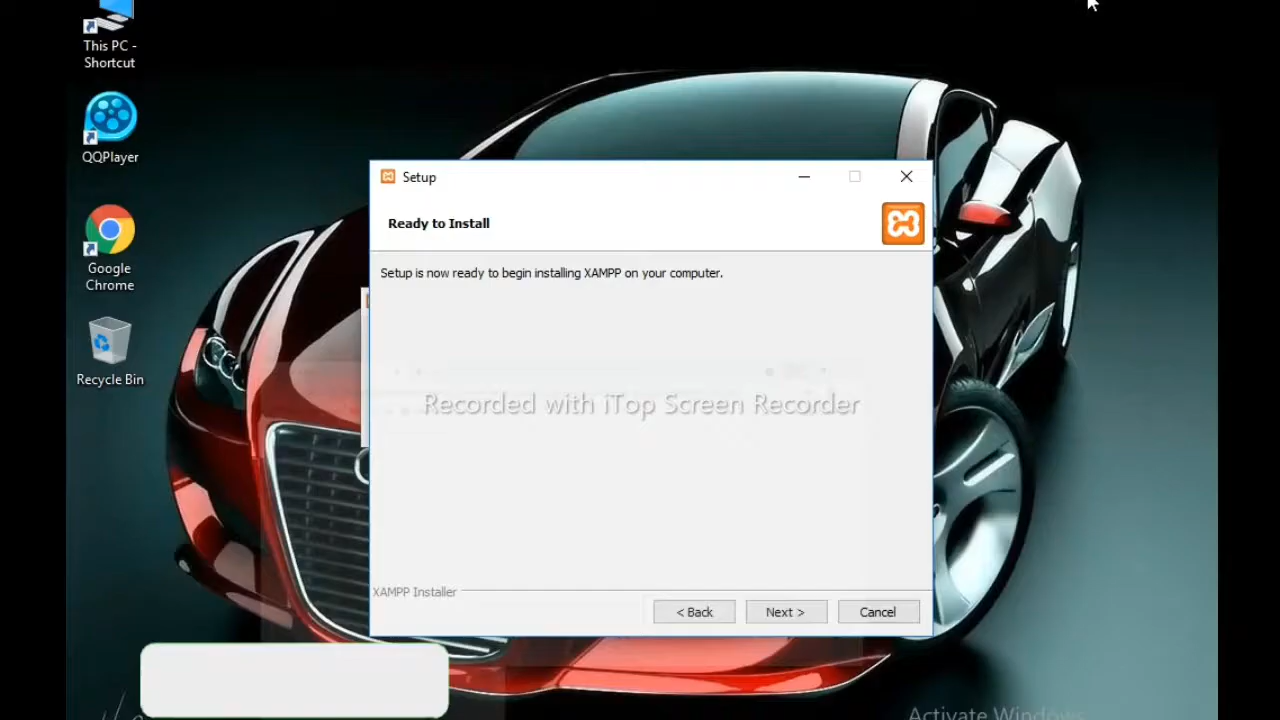 This PC -
Shortcut
QQPlayer
Google
Chrome
Recycle Bin
Setup
Ready to Install
Setup is now ready to begin installing XAMPP on your computer.
Recorded with iTop Screen Recorder
XAMPP Installer
< Back
Next >
Cancel
Activate Windows